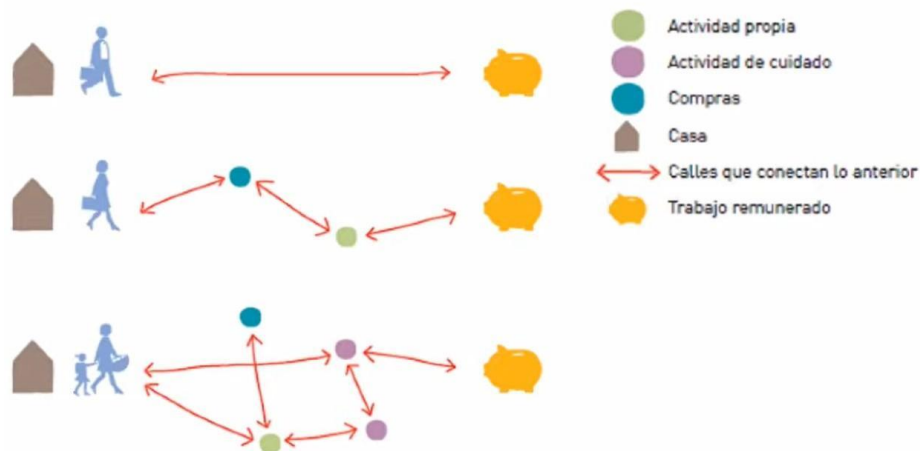 Actividad propia
Actividad de cuidado
Compras
Casa
Calles que conectan lo anterior
Trabajo remunerado